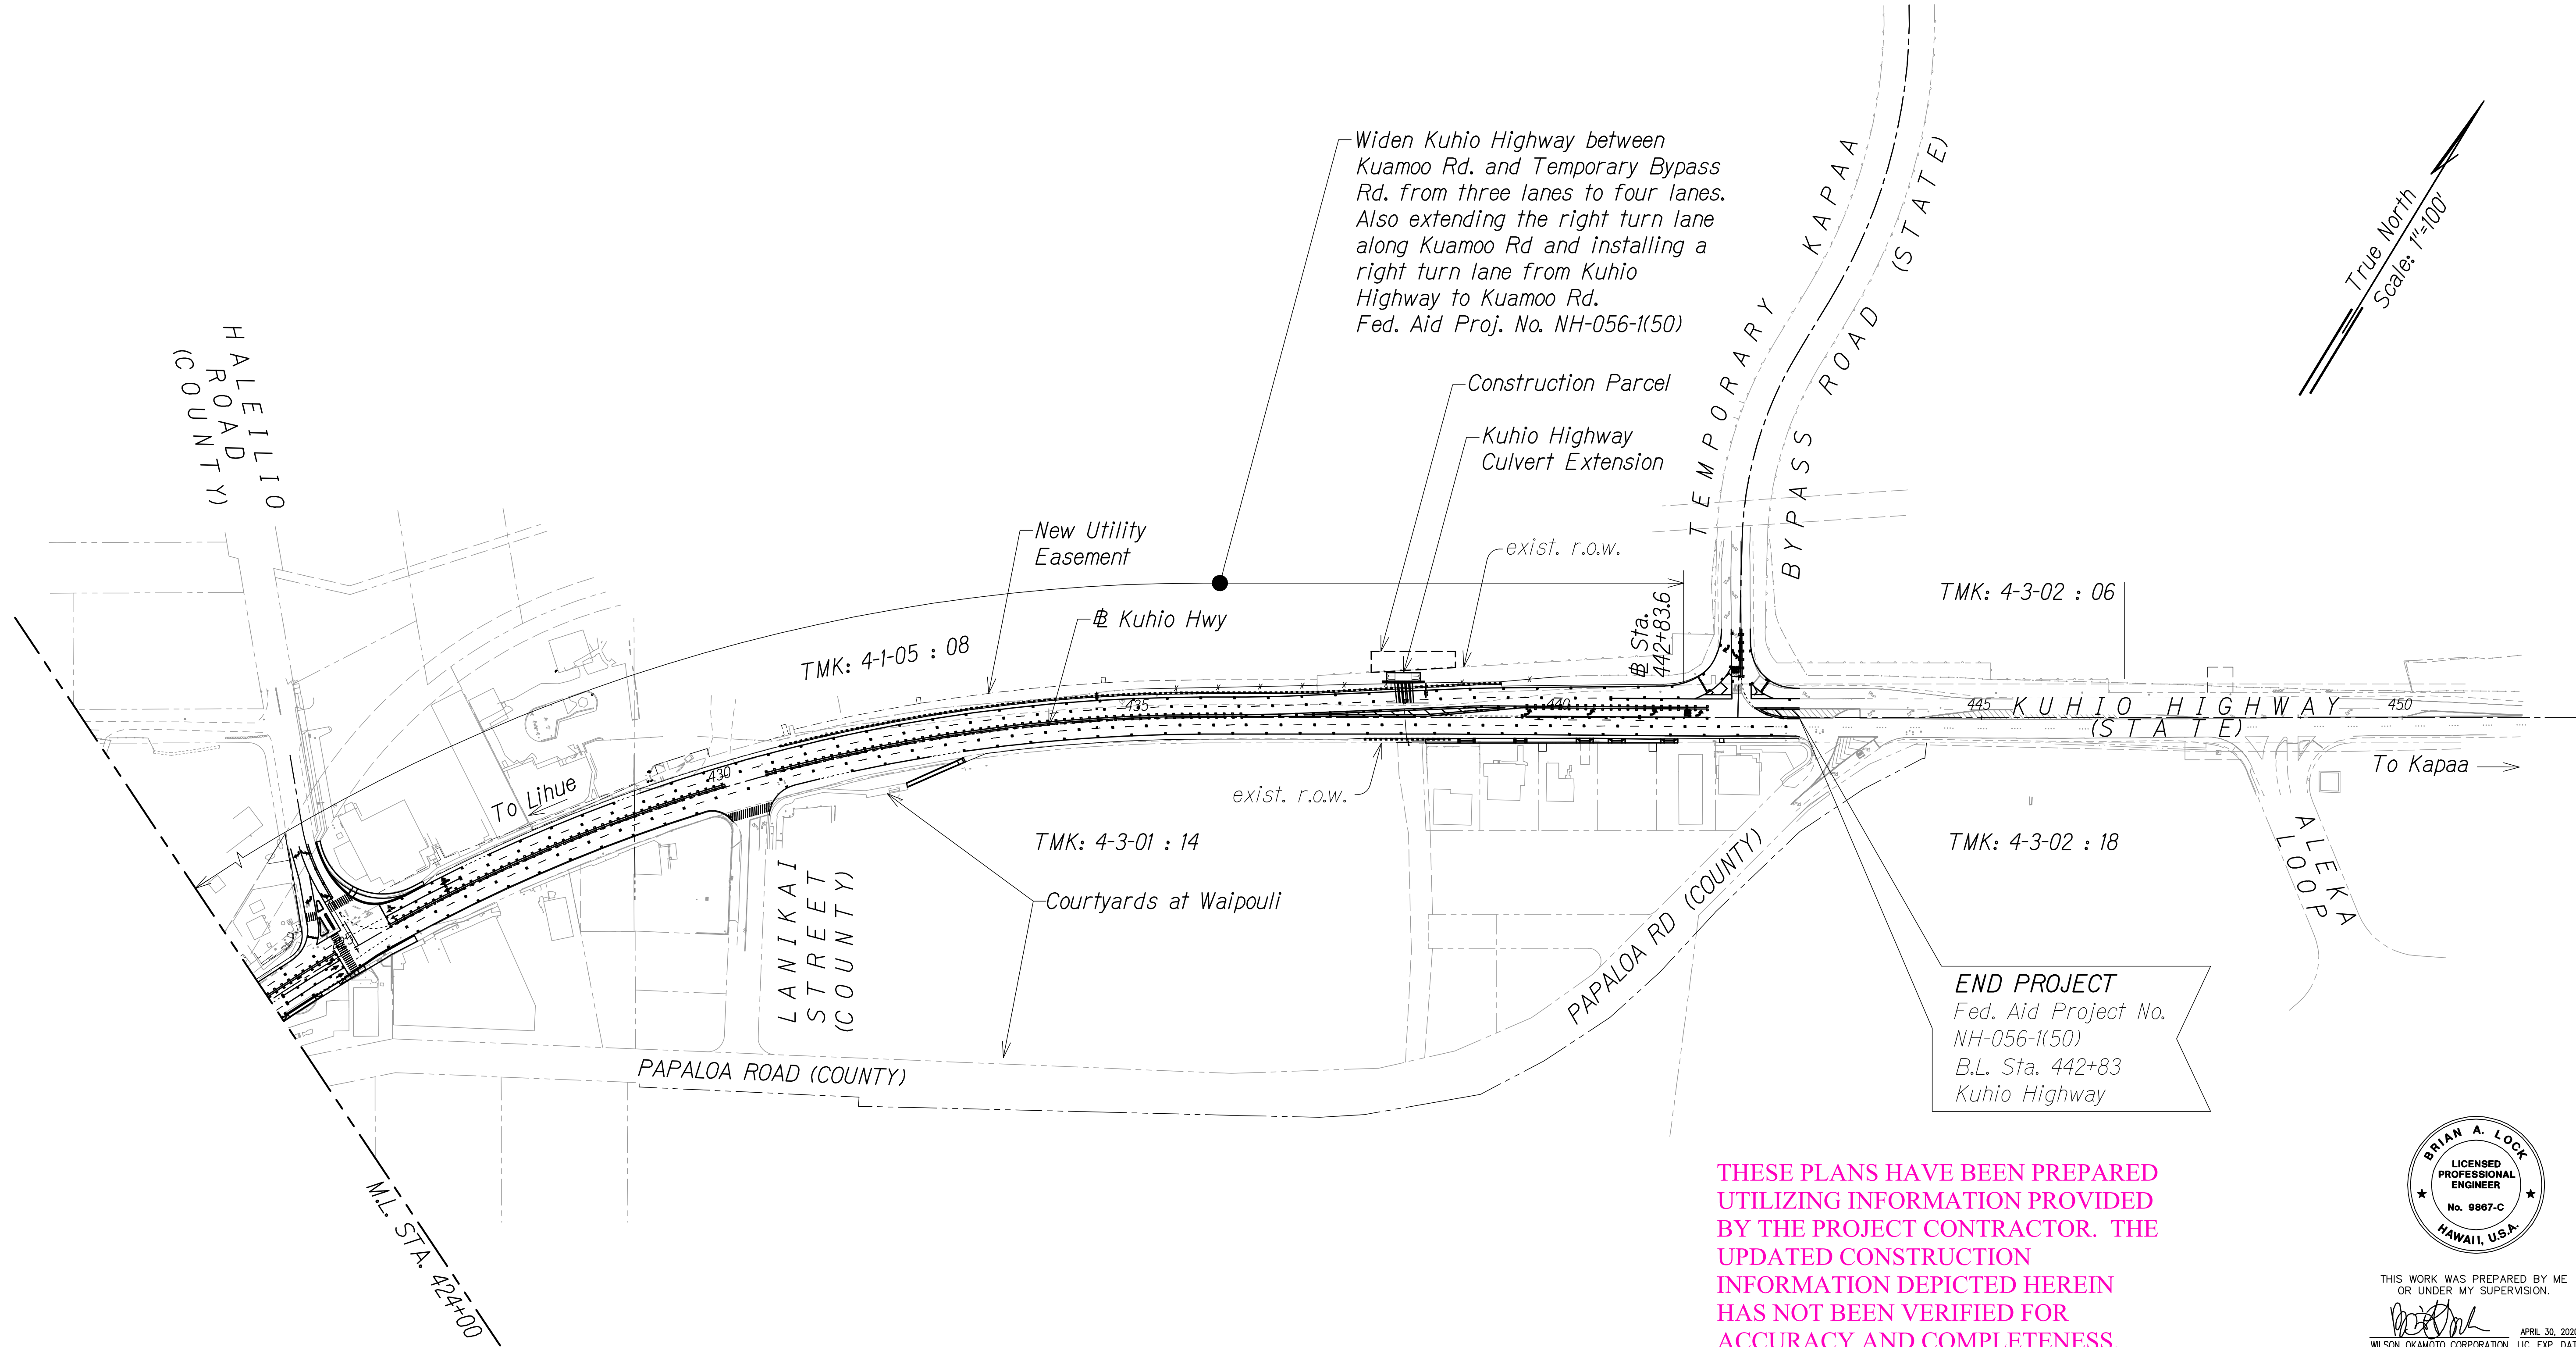 Widen Kuhio Highway between
Kuamoo Rd. and Temporary Bypass
Rd. from three lanes to four lanes.
Also extending the right turn lane
along Kuamoo Rd and installing a
right turn lane from Kuhio
Highway to Kuamoo Rd.
Fed. Aid Proj. No. NH-056-1(50)
True North
Scale: 1"=100'
Construction Parcel
Kuhio Highway
Culvert Extension
TEMPORARY KAPAA
BYPASS ROAD (STATE)
HALEILIO
ROAD
(COUNTY)
New Utility
Easement
exist. r.o.w.
℄ Kuhio Hwy
TMK: 4-1-05 : 08
℄ Sta.
442+83.6
TMK: 4-3-02 : 06
430
435
440
445
450
KUHIO HIGHWAY
(STATE)
To Kapaa
To Lihue
exist. r.o.w.
TMK: 4-3-01 : 14
Courtyards at Waipouli
LANIKAI
STREET
(COUNTY)
TMK: 4-3-02 : 18
ALEKA
LOOP
PAPALOA RD (COUNTY)
PAPALOA ROAD (COUNTY)
END PROJECT
Fed. Aid Project No.
NH-056-1(50)
B.L. Sta. 442+83
Kuhio Highway
M.L. STA. 424+00
THESE PLANS HAVE BEEN PREPARED
UTILIZING INFORMATION PROVIDED
BY THE PROJECT CONTRACTOR. THE
UPDATED CONSTRUCTION
INFORMATION DEPICTED HEREIN
HAS NOT BEEN VERIFIED FOR
ACCURACY AND COMPLETENESS
BRIAN A. LOCK
LICENSED
PROFESSIONAL
ENGINEER
No. 9867-C
HAWAII, U.S.A.
THIS WORK WAS PREPARED BY ME
OR UNDER MY SUPERVISION.
APRIL 30, 2020
WILSON OKAMOTO CORPORATION LIC. EXP. DAT